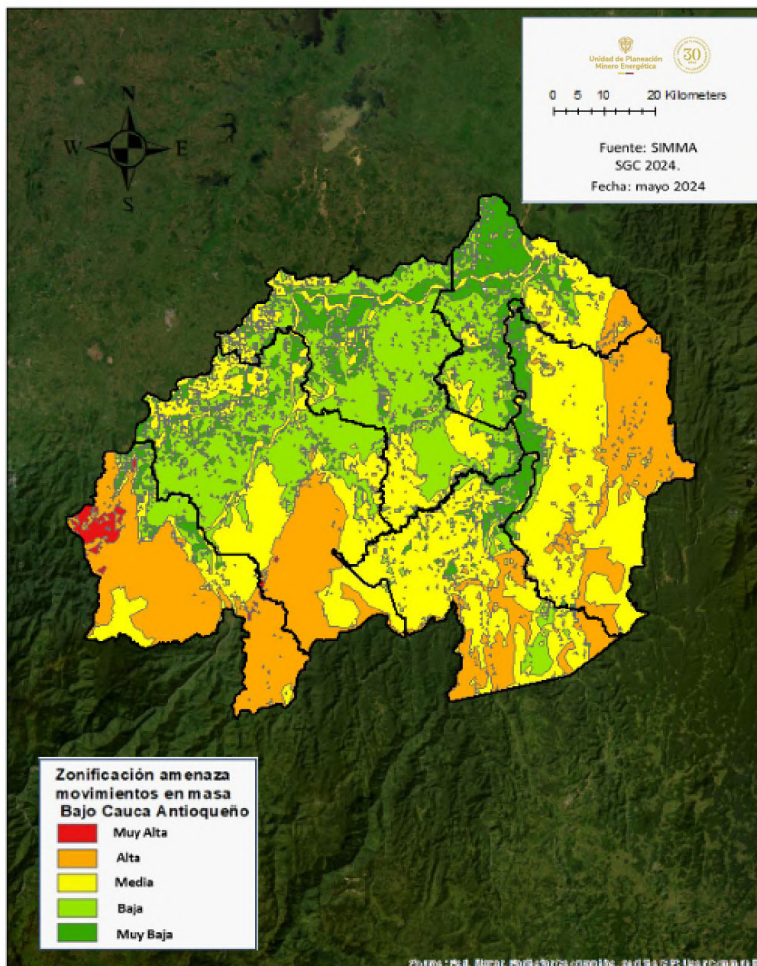 Unidad de Planeación
Minero Energética
30
0 5 10 20 Kilometers
Fuente: SIMMA
SGC 2024.
Fecha: mayo 2024
N
W E
S
Zonificación amenaza
movimientos en masa
Bajo Cauca Antioqueño
Muy Alta
Alta
Media
Baja
Muy Baja